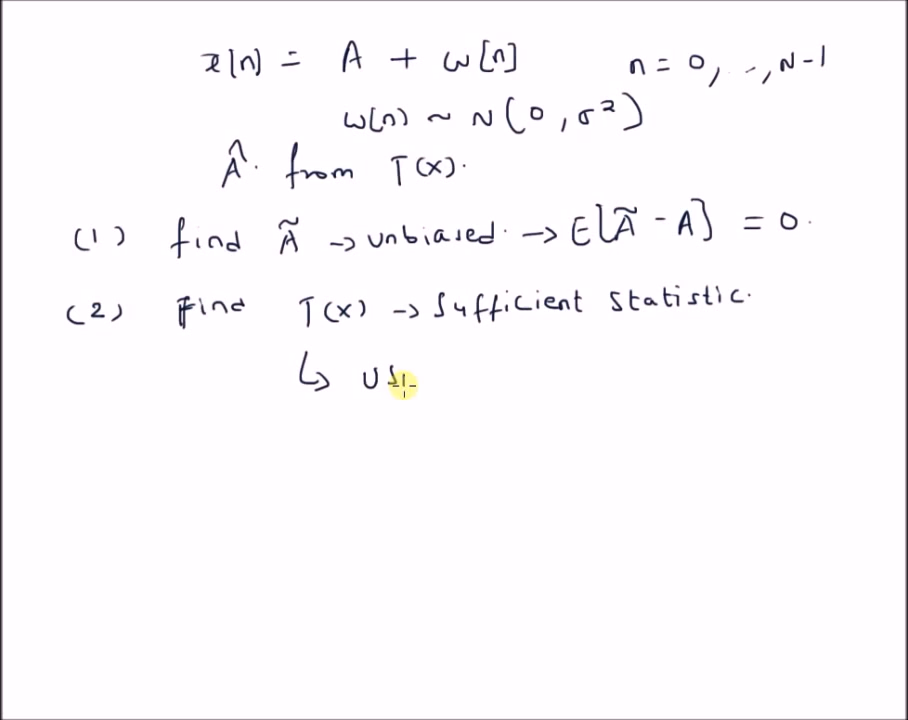 x[n] = A + w[n] n = 0, .., N-1
w[n] ~ N(0, σ²)
Â. from T(x).
(1) find Ã → unbiased. → E[Ã - A] = 0.
(2) Find T(x) → Sufficient statistic.
↳